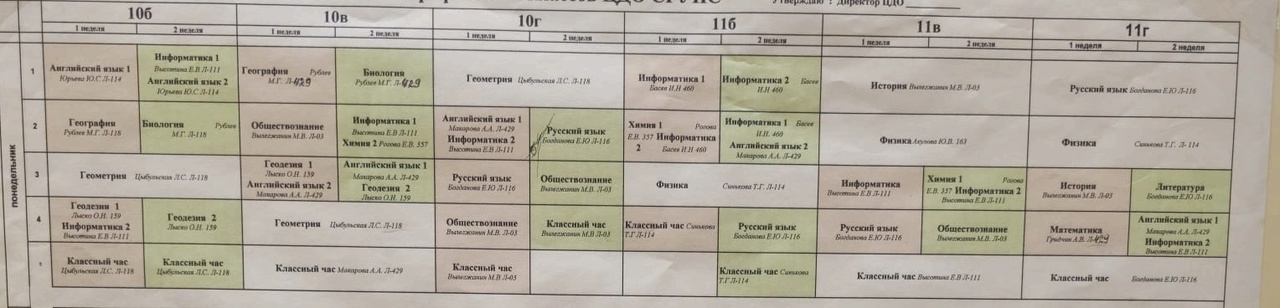 Директор ЦДО
10б 10в 10г 11б 11в 11г
1 неделя 2 неделя 1 неделя 2 неделя 1 неделя 2 неделя 1 неделя 2 неделя 1 неделя 2 неделя 1 неделя 2 неделя
понедельник
1
Английский язык 1
Юрьева Ю.С Л-114
Информатика 1
Высотина Е.В Л-111
Английский язык 2
Юрьева Ю.С Л-114
География Рублев
М.Г. Л-429
Биология
Рублев М.Г. Л-429
Геометрия Цыбульская Л.С. Л-118
Информатика 1
Басев И.Н 460
Информатика 2 Басев
И.Н 460
История Вымезжанин М.В. Л-03
Русский язык Богданова Е.Ю Л-116
2
География
Рублев М.Г. Л-118
Биология Рублев
М.Г. Л-118
Обществознание
Вымезжанин М.В. Л-03
Информатика 1
Высотина Е.В Л-111
Химия 2 Рогова Е.В. 357
Английский язык 1
Макарова А.А. Л-429
Информатика 2
Высотина Е.В Л-111
Русский язык
Богданова Е.Ю Л-116
Химия 1 Рогова
Е.В. 357 Информатика
2 Басев И.Н 460
Информатика 1 Басев
И.Н. 460
Английский язык 2
Макарова А.А. Л-429
Физика Акулова Ю.В. 163
Физика Синькова Т.Г. Л- 114
3
Геометрия Цыбульская Л.С. Л-118
Геодезия 1
Лыско О.Н. 159
Английский язык 2
Макарова А.А. Л-429
Английский язык 1
Макарова А.А. Л-429
Геодезия 2
Лыско О.Н. 159
Русский язык
Богданова Е.Ю Л-116
Обществознание
Вымезжанин М.В. Л-03
Физика Синькова Т.Г. Л-114
Информатика
Высотина Е.В Л-111
Химия 1 Рогова
Е.В. 357 Информатика 2
Высотина Е.В Л-111
История
Вымезжанин М.В. Л-03
Литература
Богданова Е.Ю Л-116
4
Геодезия 1
Лыско О.Н. 159
Информатика 2
Высотина Е.В Л-111
Геодезия 2
Лыско О.Н. 159
Геометрия Цыбульская Л.С. Л-118
Обществознание
Вымезжанин М.В. Л-03
Классный час
Вымезжанин М.В Л-03
Классный час Синькова
Т.Г Л-114
Русский язык
Богданова Е.Ю Л-116
Русский язык
Богданова Е.Ю Л-116
Обществознание
Вымезжанин М.В. Л-03
Математика
Гридчин А.В. Л-429
Английский язык 1
Макарова А.А. Л-429
Информатика 2
Высотина Е.В Л-111
Классный час
Цыбульская Л.С. Л-118
Классный час
Цыбульская Л.С. Л-118
Классный час Макарова А.А. Л-429
Классный час
Вымезжанин М.В Л-03
Классный час Синькова
Т.Г Л-114
Классный час Высотина Е.В Л-111
Классный час Богданова Е.Ю Л-116